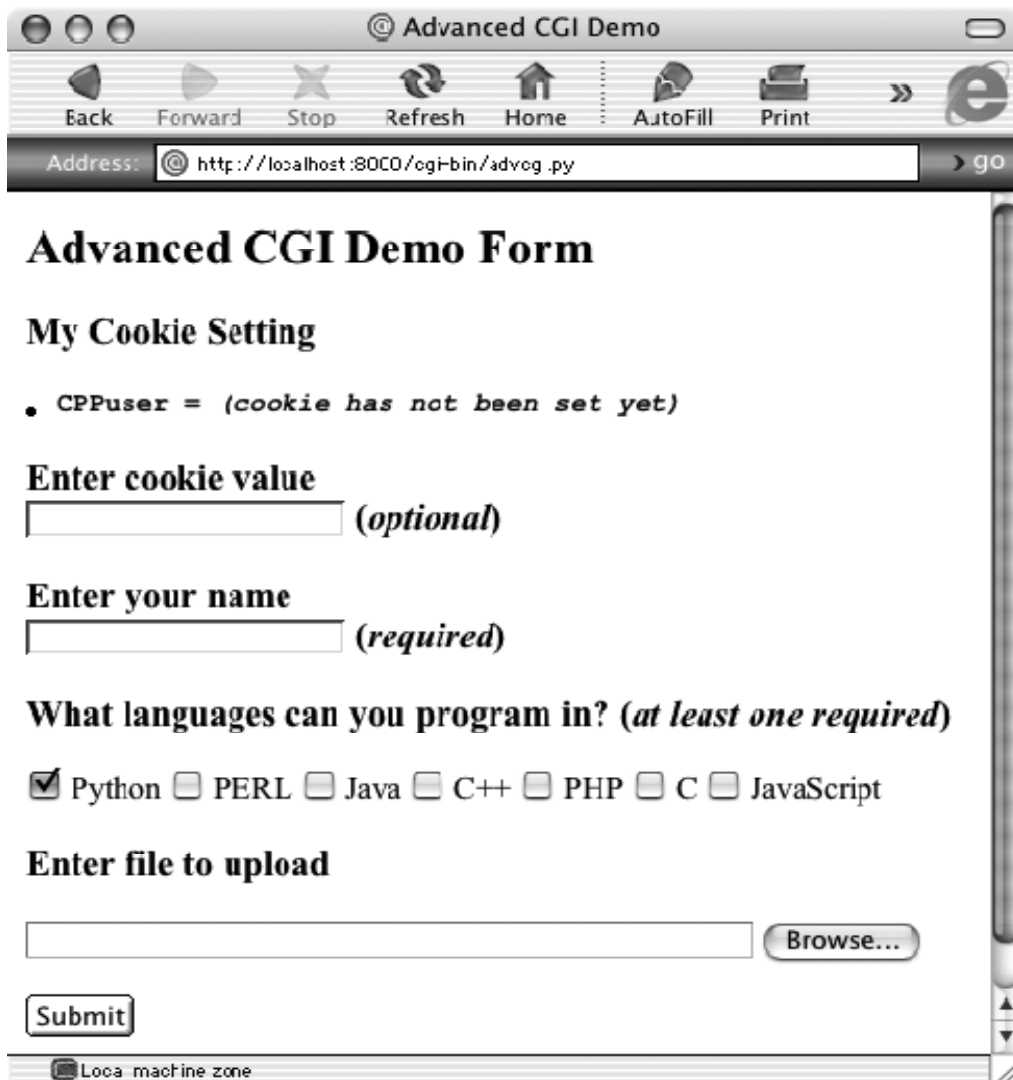 Advanced CGI Demo
Back Forward Stop Refresh Home AutoFill Print »
Address: @ http://localhost:8000/cgi-bin/advcgi.py › go
Advanced CGI Demo Form
My Cookie Setting
• CPPuser = (cookie has not been set yet)
Enter cookie value
(optional)
Enter your name
(required)
What languages can you program in? (at least one required)
Python PERL Java C++ PHP C JavaScript
Enter file to upload
Browse...
Submit
Local machine zone